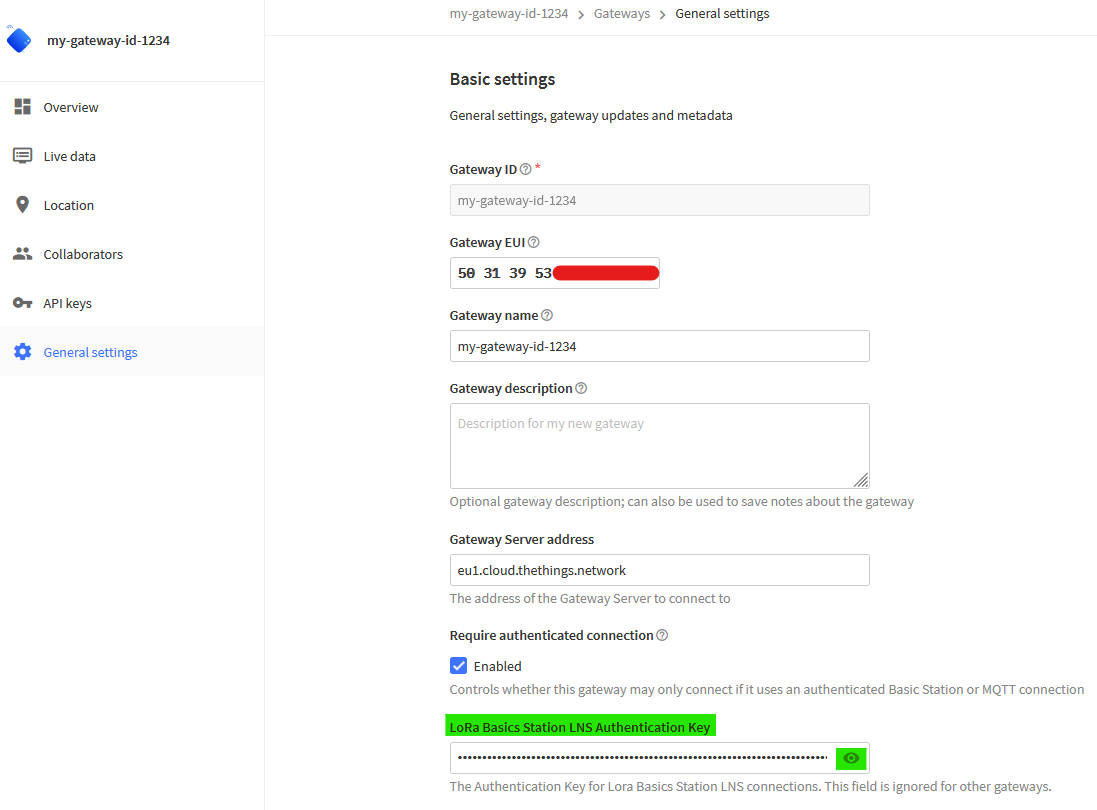 my-gateway-id-1234
Overview
Live data
Location
Collaborators
API keys
General settings
my-gateway-id-1234 > Gateways > General settings
Basic settings
General settings, gateway updates and metadata
Gateway ID *
my-gateway-id-1234
Gateway EUI
50 31 39 53
Gateway name
my-gateway-id-1234
Gateway description
Description for my new gateway
Optional gateway description; can also be used to save notes about the gateway
Gateway Server address
eu1.cloud.thethings.network
The address of the Gateway Server to connect to
Require authenticated connection
Enabled
Controls whether this gateway may only connect if it uses an authenticated Basic Station or MQTT connection
LoRa Basics Station LNS Authentication Key
The Authentication Key for Lora Basics Station LNS connections. This field is ignored for other gateways.